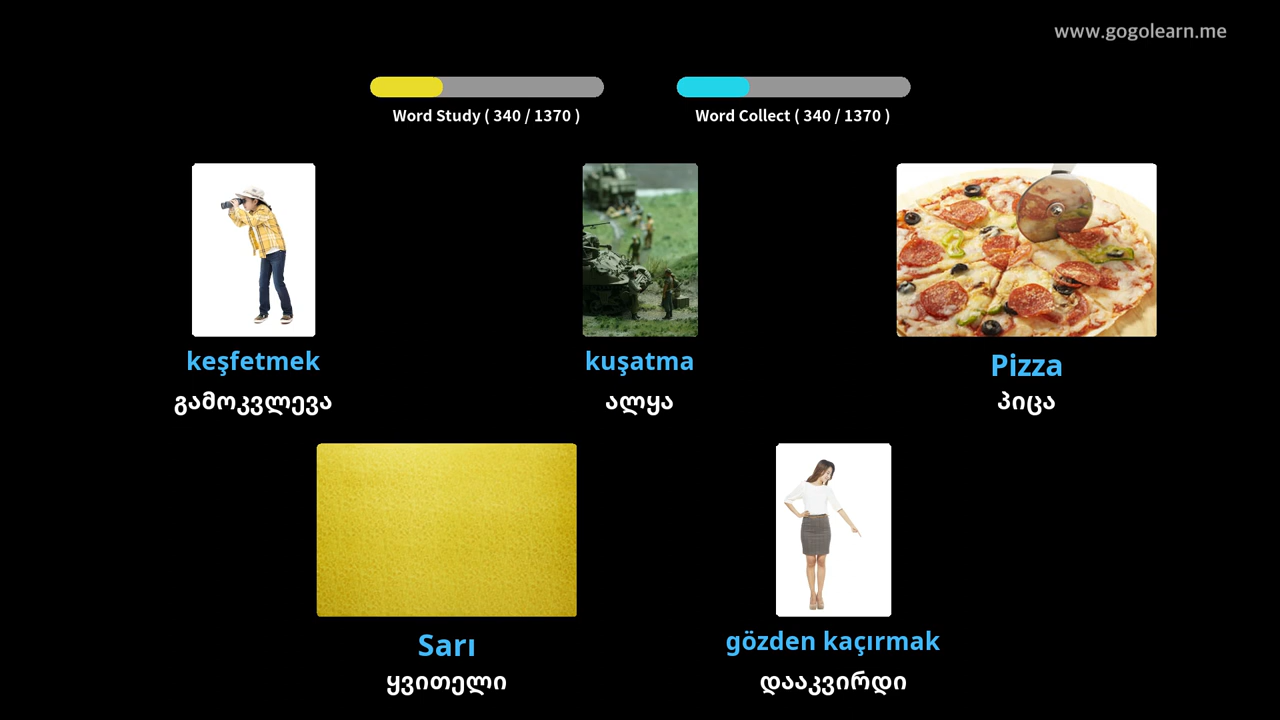 www.gogolearn.me
Word Study ( 340 / 1370 )
Word Collect ( 340 / 1370 )
keşfetmek
გამოკვლევა
kuşatma
ალყა
Pizza
პიცა
Sarı
ყვითელი
gözden kaçırmak
დააკვირდი